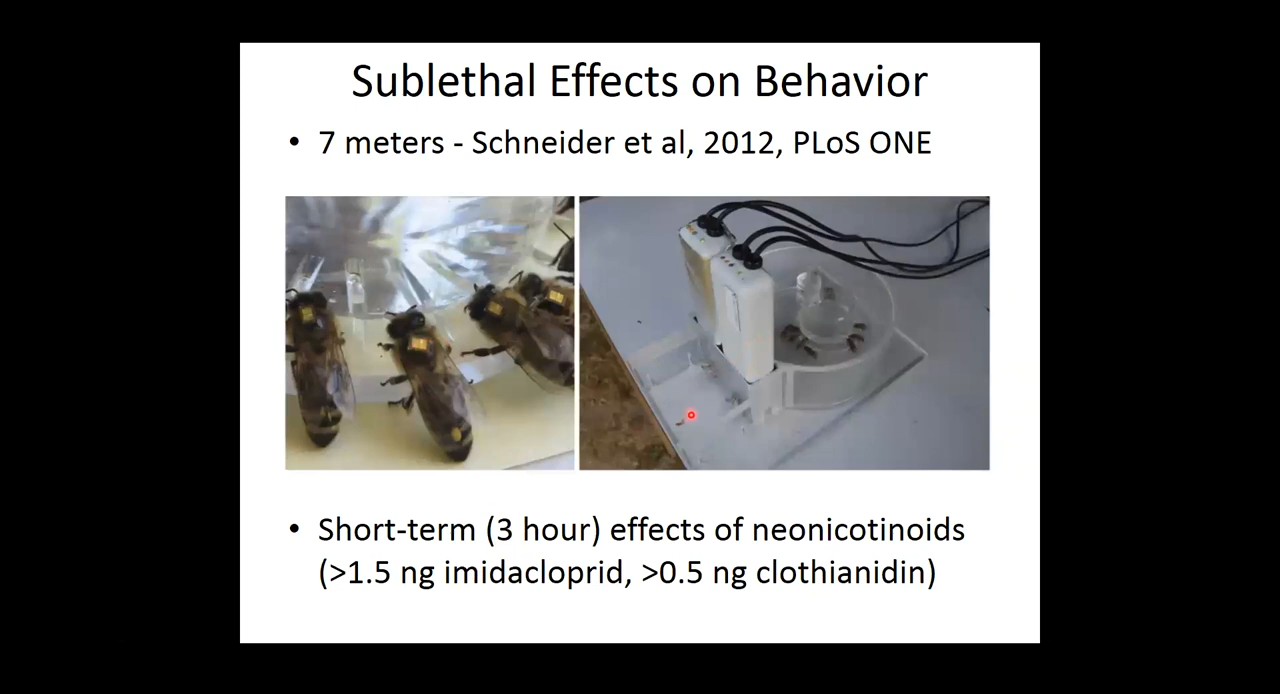 Sublethal Effects on Behavior
• 7 meters - Schneider et al, 2012, PLoS ONE
• Short-term (3 hour) effects of neonicotinoids
(>1.5 ng imidacloprid, >0.5 ng clothianidin)